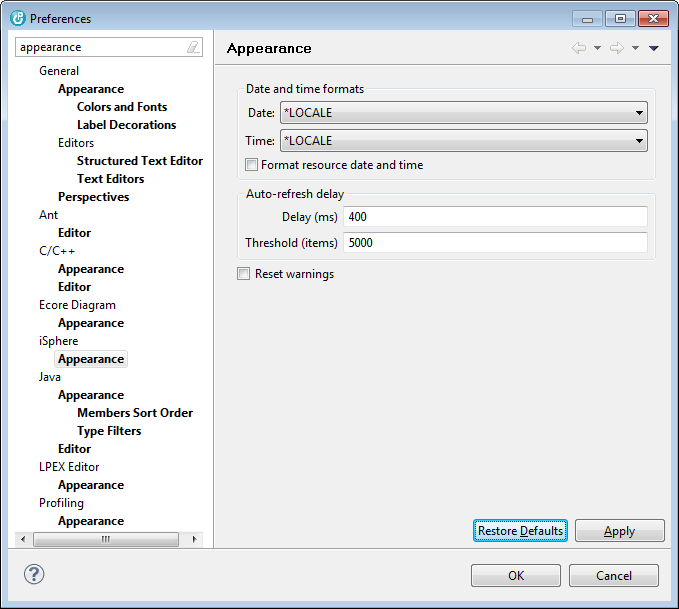 Preferences
appearance
General
Appearance
Colors and Fonts
Label Decorations
Editors
Structured Text Editor
Text Editors
Perspectives
Ant
Editor
C/C++
Appearance
Editor
Ecore Diagram
Appearance
iSphere
Appearance
Java
Appearance
Members Sort Order
Type Filters
Editor
LPEX Editor
Appearance
Profiling
Appearance
Appearance
Date and time formats
Date: *LOCALE
Time: *LOCALE
Format resource date and time
Auto-refresh delay
Delay (ms) 400
Threshold (items) 5000
Reset warnings
Restore Defaults Apply
OK Cancel